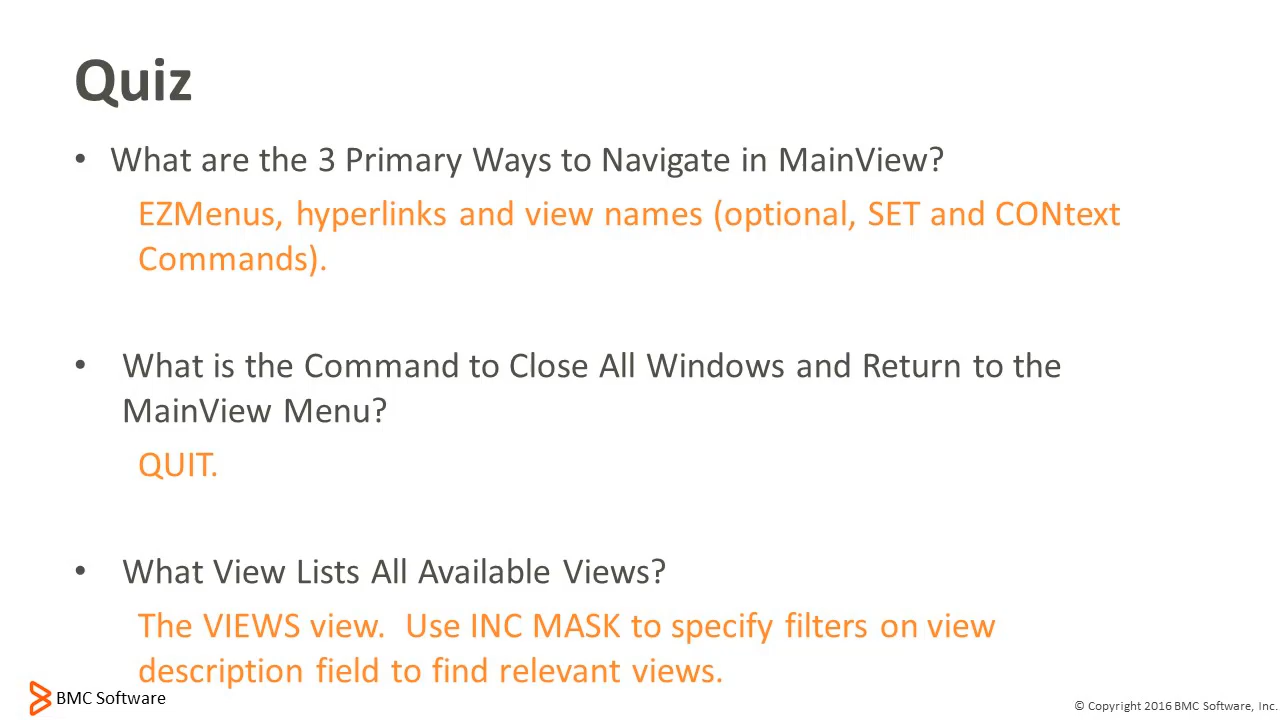 Quiz
• What are the 3 Primary Ways to Navigate in MainView?
EZMenus, hyperlinks and view names (optional, SET and CONtext
Commands).
• What is the Command to Close All Windows and Return to the
MainView Menu?
QUIT.
• What View Lists All Available Views?
The VIEWS view.  Use INC MASK to specify filters on view
description field to find relevant views.
BMC Software
© Copyright 2016 BMC Software, Inc.